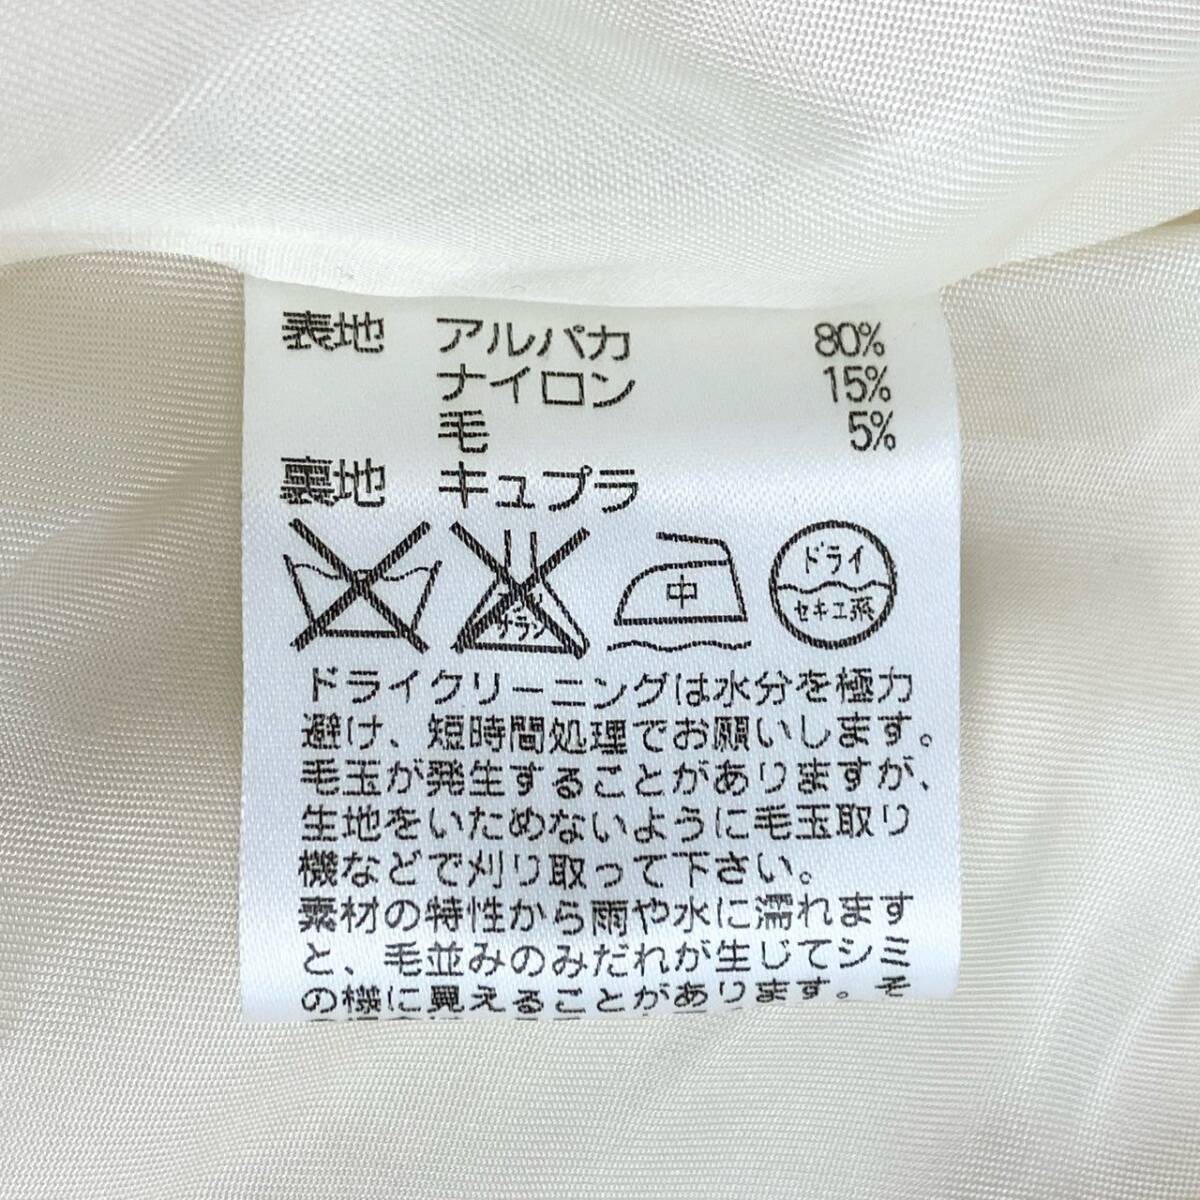 表地 アルパカ 80%
ナイロン 15%
毛 5%
裏地 キュプラ
サラシ 中 ドライ
セキユ系
ドライクリーニングは水分を極力
避け、短時間処理でお願いします。
毛玉が発生することがありますが、
生地をいためないように毛玉取り
機などで刈り取って下さい。
素材の特性から雨や水に濡れます
と、毛並みのみだれが生じてシミ
の様に見えることがあります。そ